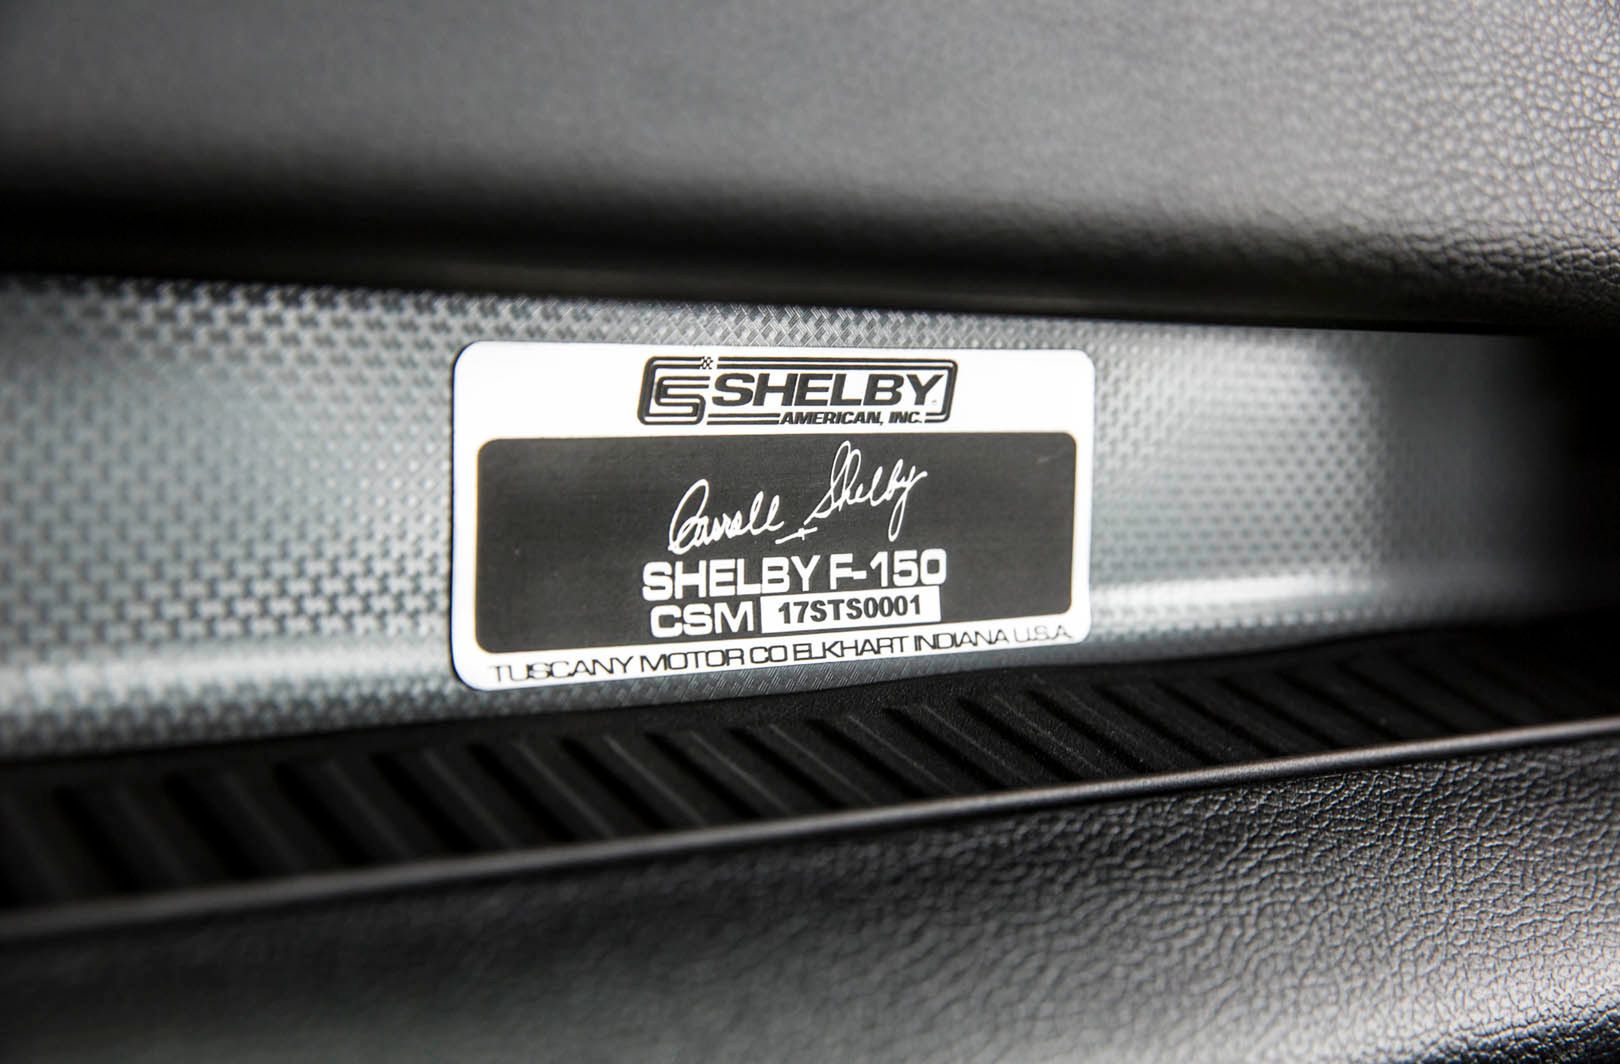 SHELBY
AMERICAN, INC.
Carroll Shelby
SHELBY F-150
CSM 17STS0001
TUSCANY MOTOR CO ELKHART INDIANA U.S.A.